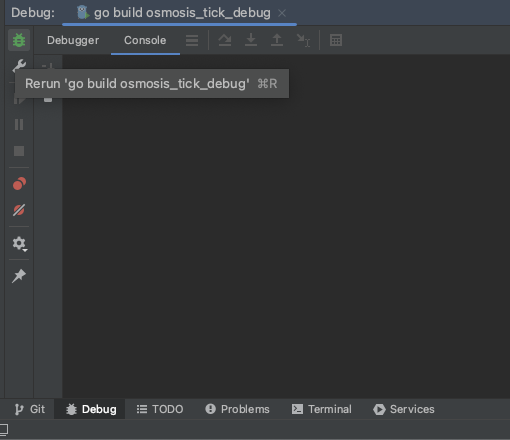 Debug: go build osmosis_tick_debug
Debugger Console
Rerun 'go build osmosis_tick_debug' ⌘R
Git Debug TODO Problems Terminal Services